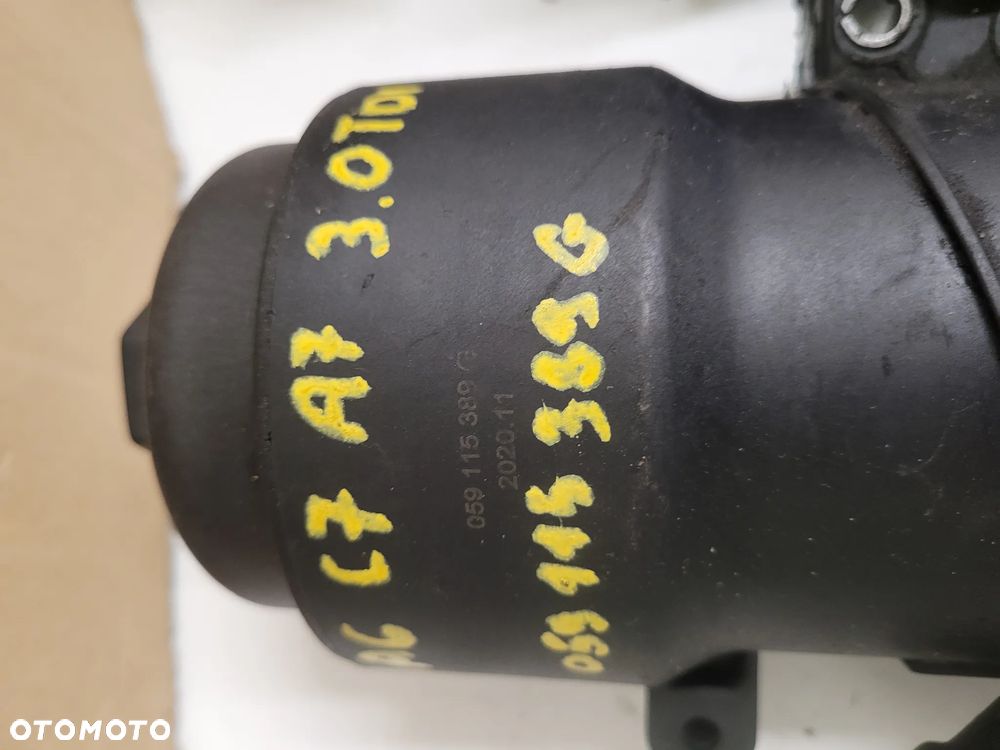 A6 C7 A7 3.0TDI
059 115 389 G
2020.11
059 115 389 G
OTOMOTO